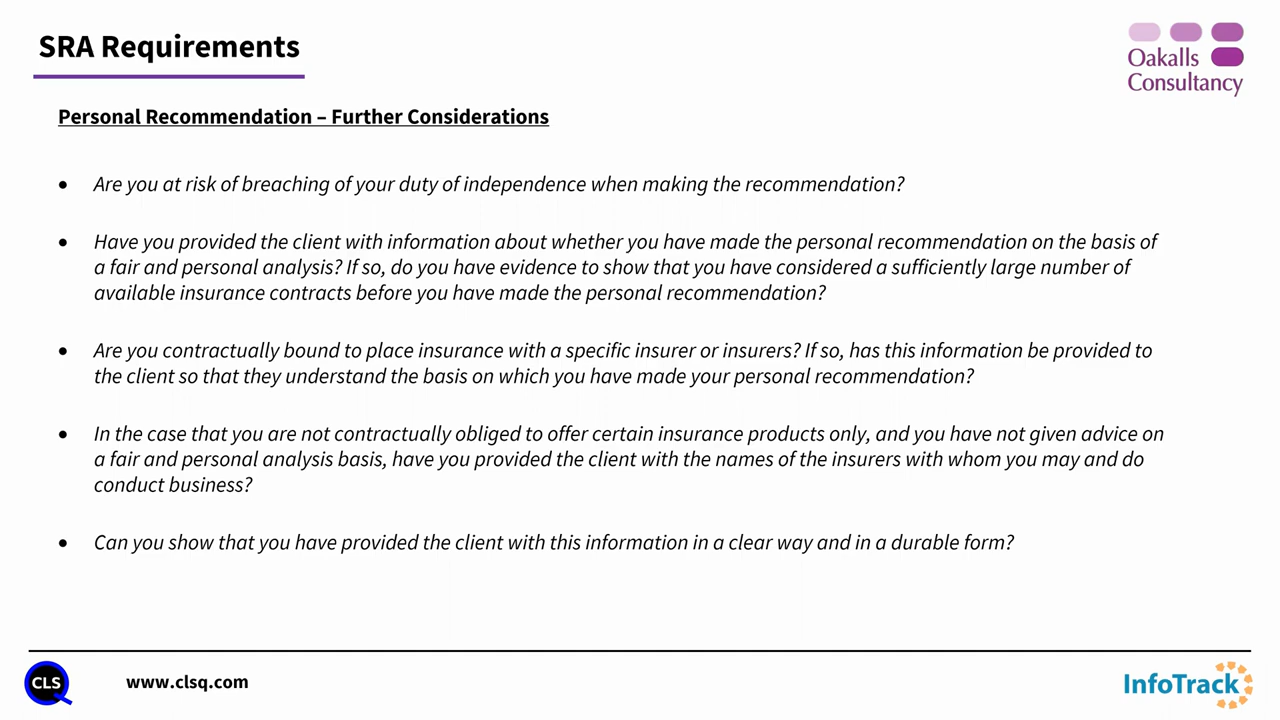 SRA Requirements
Oakalls
Consultancy
Personal Recommendation – Further Considerations
• Are you at risk of breaching of your duty of independence when making the recommendation?
• Have you provided the client with information about whether you have made the personal recommendation on the basis of
a fair and personal analysis? If so, do you have evidence to show that you have considered a sufficiently large number of
available insurance contracts before you have made the personal recommendation?
• Are you contractually bound to place insurance with a specific insurer or insurers? If so, has this information be provided to
the client so that they understand the basis on which you have made your personal recommendation?
• In the case that you are not contractually obliged to offer certain insurance products only, and you have not given advice on
a fair and personal analysis basis, have you provided the client with the names of the insurers with whom you may and do
conduct business?
• Can you show that you have provided the client with this information in a clear way and in a durable form?
CLS
www.clsq.com
InfoTrack